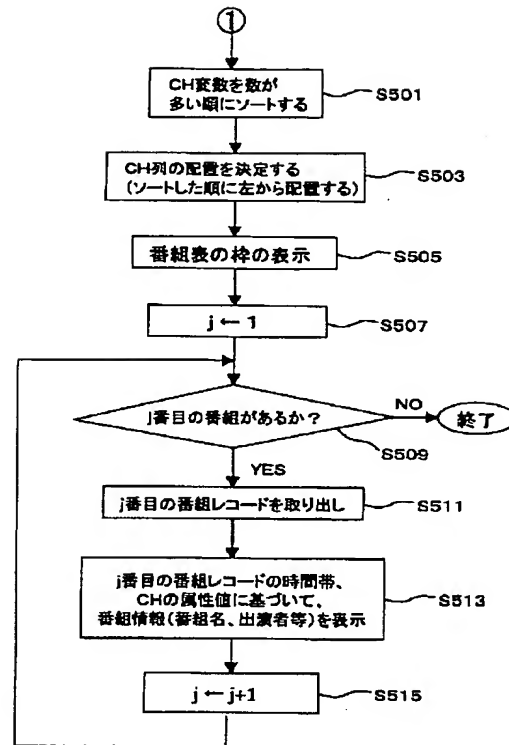 ①
CH変数を数が
多い順にソートする
S501
CH列の配置を決定する
(ソートした順に左から配置する)
S503
番組表の枠の表示
S505
j ← 1
S507
j番目の番組があるか？
NO
終了
S509
YES
j番目の番組レコードを取り出し
S511
j番目の番組レコードの時間帯、
CHの属性値に基づいて、
番組情報(番組名、出演者等)を表示
S513
j ← j+1
S515